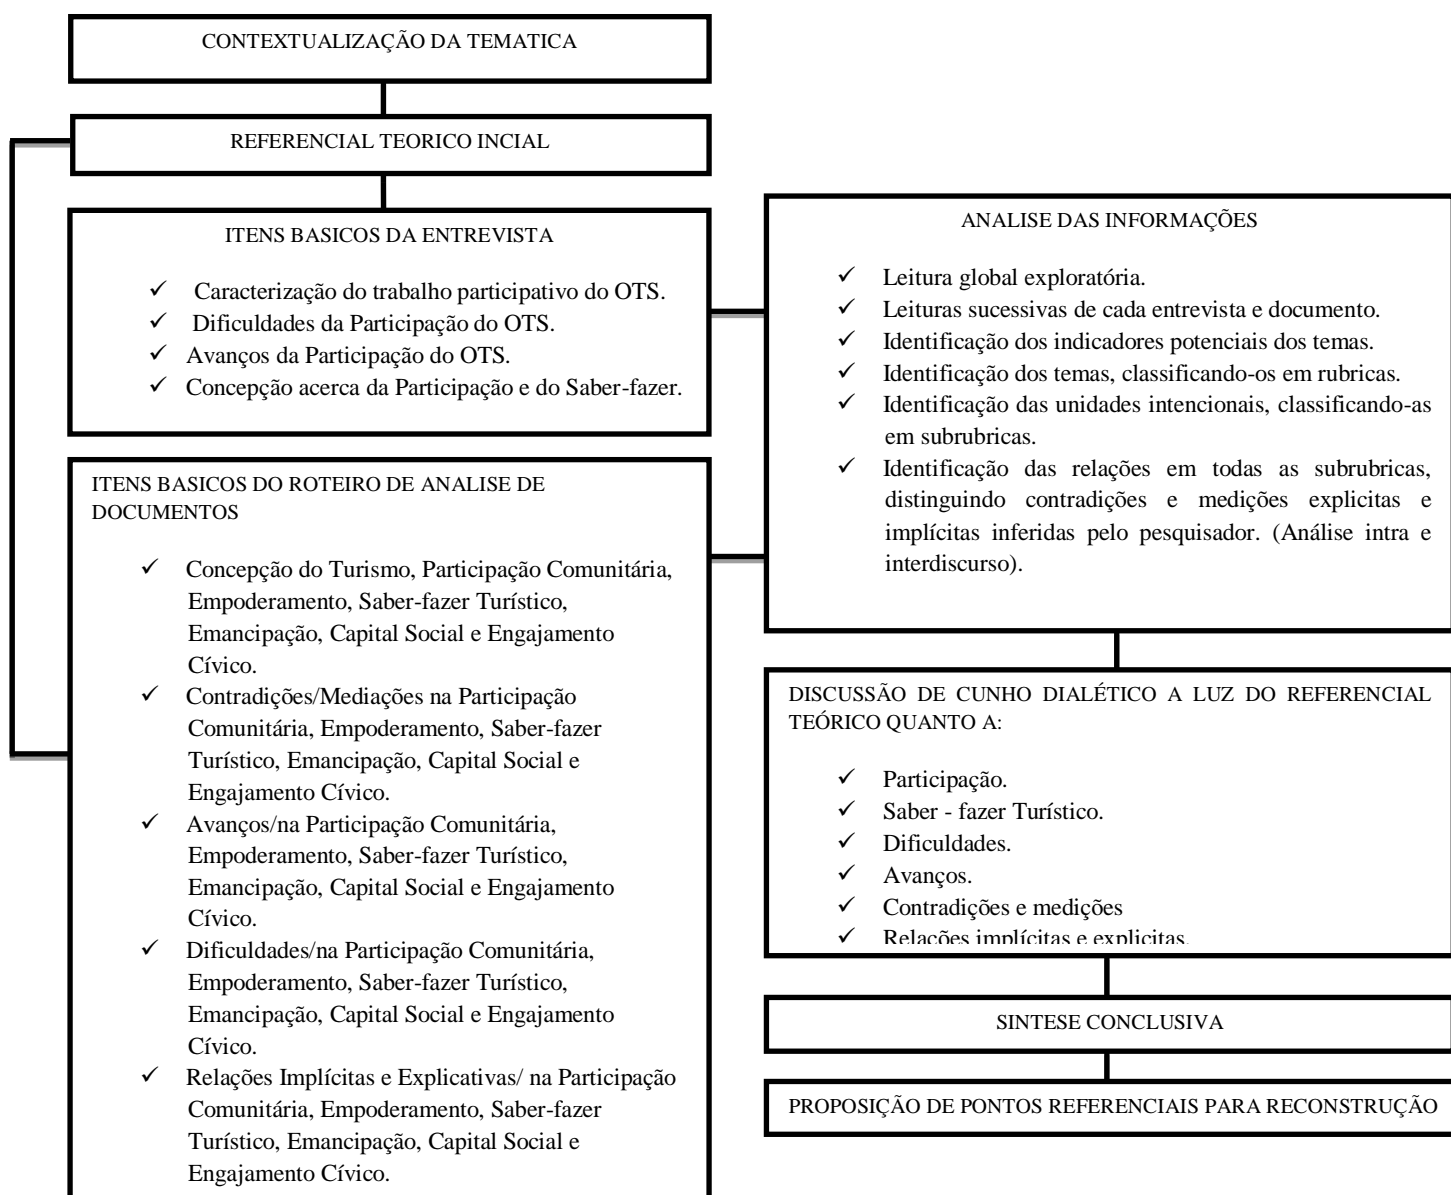 CONTEXTUALIZAÇÃO DA TEMATICA
REFERENCIAL TEORICO INCIAL
ITENS BASICOS DA ENTREVISTA
✓ Caracterização do trabalho participativo do OTS.
✓ Dificuldades da Participação do OTS.
✓ Avanços da Participação do OTS.
✓ Concepção acerca da Participação e do Saber-fazer.
ITENS BASICOS DO ROTEIRO DE ANALISE DE
DOCUMENTOS
✓ Concepção do Turismo, Participação Comunitária,
Empoderamento, Saber-fazer Turístico,
Emancipação, Capital Social e Engajamento
Cívico.
✓ Contradições/Mediações na Participação
Comunitária, Empoderamento, Saber-fazer
Turístico, Emancipação, Capital Social e
Engajamento Cívico.
✓ Avanços/na Participação Comunitária,
Empoderamento, Saber-fazer Turístico,
Emancipação, Capital Social e Engajamento
Cívico.
✓ Dificuldades/na Participação Comunitária,
Empoderamento, Saber-fazer Turístico,
Emancipação, Capital Social e Engajamento
Cívico.
✓ Relações Implícitas e Explicativas/ na Participação
Comunitária, Empoderamento, Saber-fazer
Turístico, Emancipação, Capital Social e
Engajamento Cívico.
ANALISE DAS INFORMAÇÕES
✓ Leitura global exploratória.
✓ Leituras sucessivas de cada entrevista e documento.
✓ Identificação dos indicadores potenciais dos temas.
✓ Identificação dos temas, classificando-os em rubricas.
✓ Identificação das unidades intencionais, classificando-as
em subrubricas.
✓ Identificação das relações em todas as subrubricas,
distinguindo contradições e medições explicitas e
implícitas inferidas pelo pesquisador. (Análise intra e
interdiscurso).
DISCUSSÃO DE CUNHO DIALÉTICO A LUZ DO REFERENCIAL
TEÓRICO QUANTO A:
✓ Participação.
✓ Saber - fazer Turístico.
✓ Dificuldades.
✓ Avanços.
✓ Contradições e medições
✓ Relações implícitas e explicitas.
SINTESE CONCLUSIVA
PROPOSIÇÃO DE PONTOS REFERENCIAIS PARA RECONSTRUÇÃO